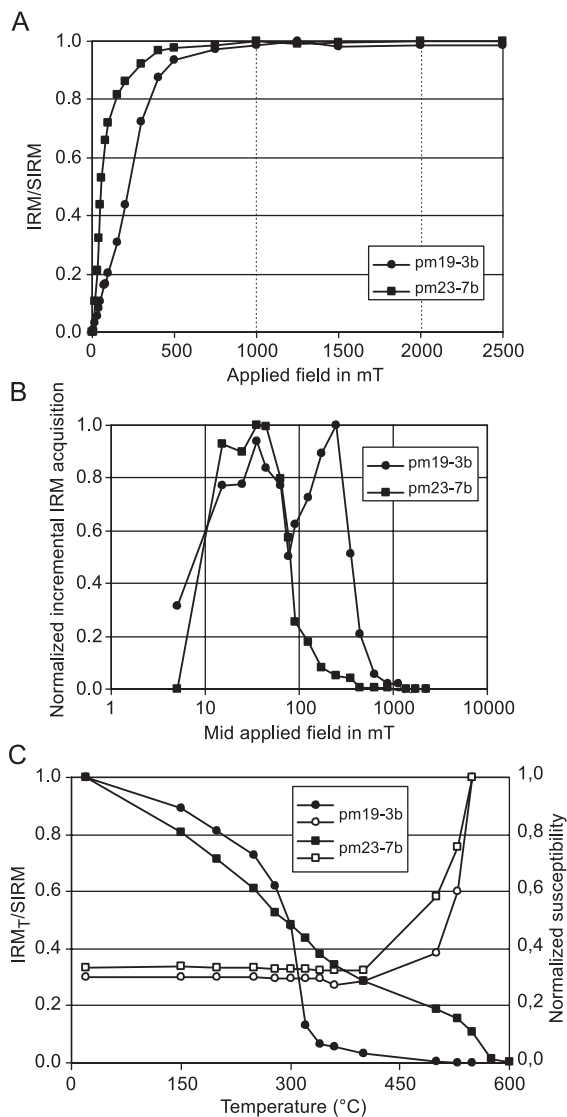 A
IRM/SIRM
1.0
0.8
0.6
0.4
0.2
0.0
0 500 1000 1500 2000 2500
Applied field in mT
pm19-3b
pm23-7b
B
Normalized incremental IRM acquisition
1.0
0.8
0.6
0.4
0.2
0.0
1 10 100 1000 10000
Mid applied field in mT
pm19-3b
pm23-7b
C
IRM_T/SIRM
1.0
0.8
0.6
0.4
0.2
0.0
0 150 300 450 600
Temperature (°C)
pm19-3b
pm23-7b
1,0
0,8
0,6
0,4
0,2
0,0
Normalized susceptibility